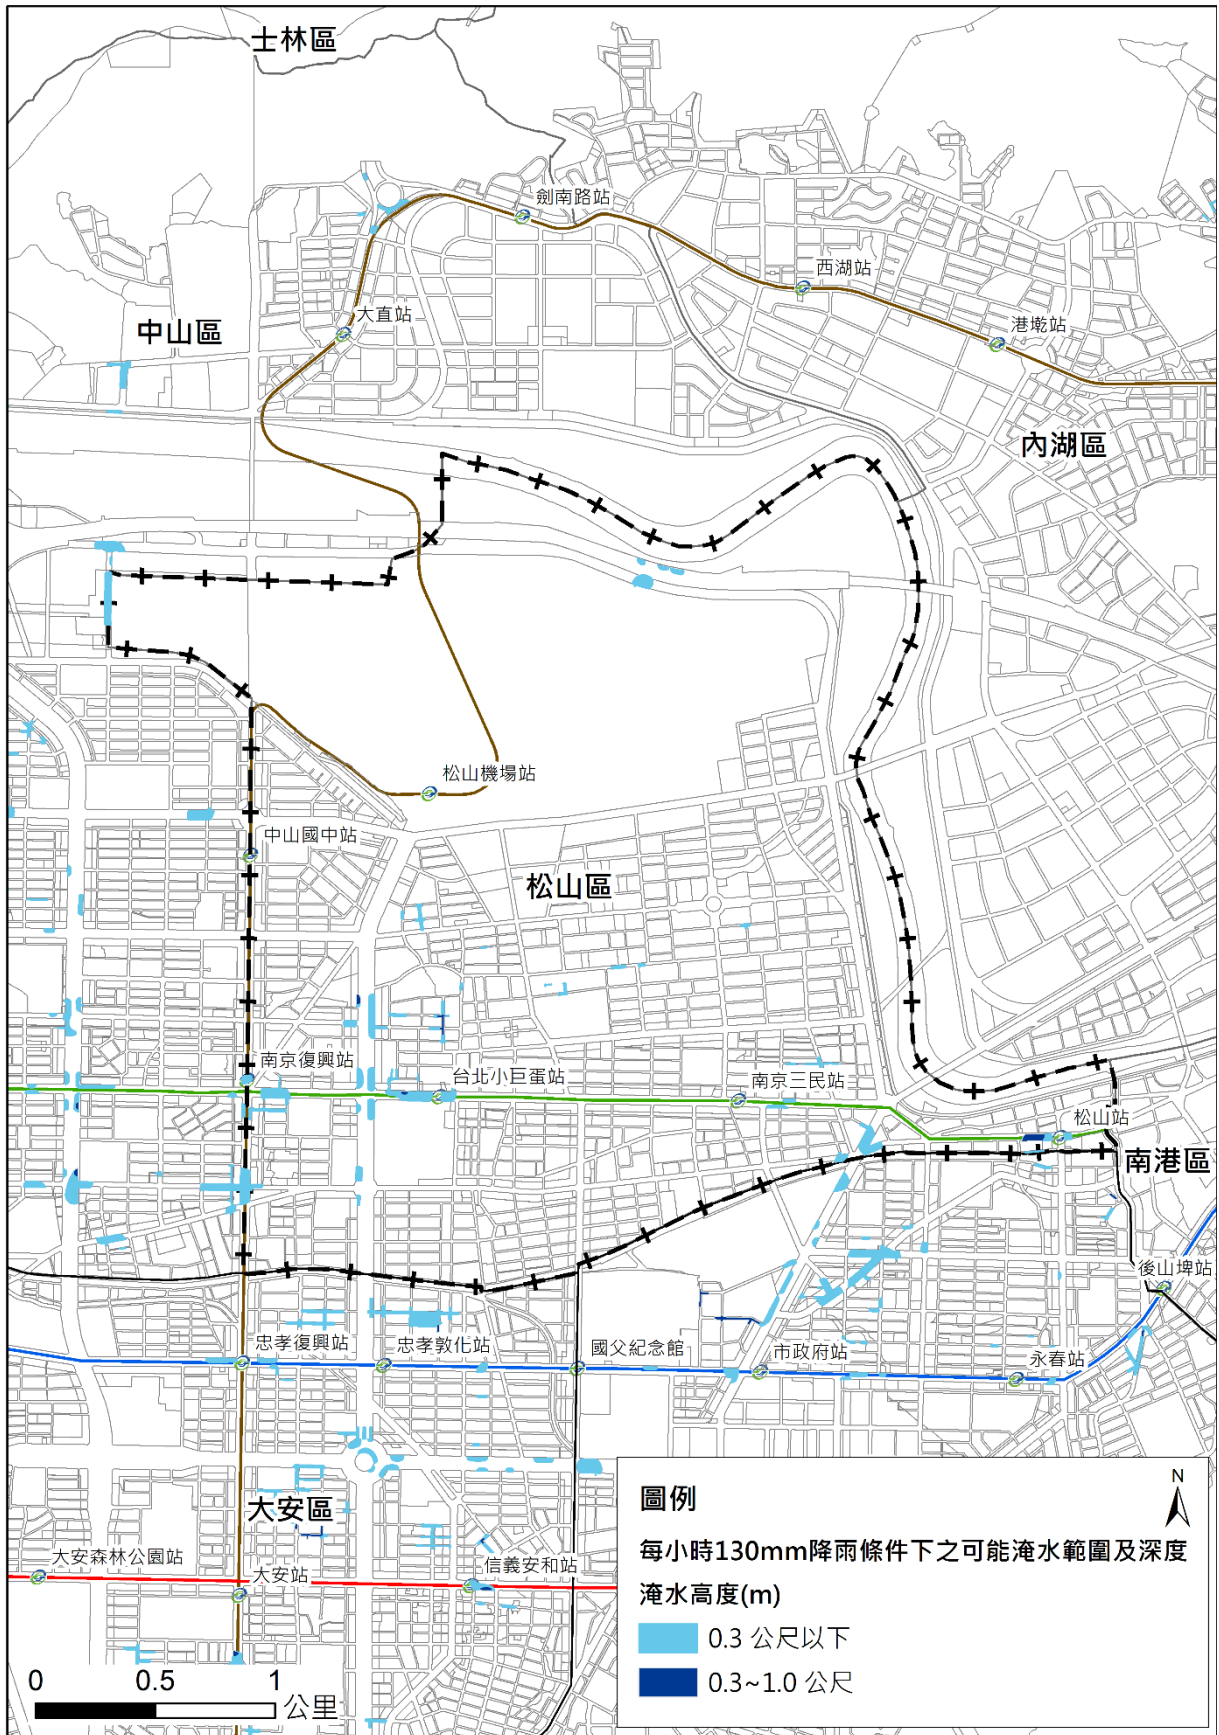 士林區
劍南路站
西湖站
大直站
港墘站
中山區
內湖區
松山機場站
中山國中站
松山區
南京復興站
台北小巨蛋站
南京三民站
松山站
南港區
後山埤站
忠孝復興站
忠孝敦化站
國父紀念館
市政府站
永春站
大安區
大安森林公園站
大安站
信義安和站
N
圖例
每小時130mm降雨條件下之可能淹水範圍及深度
淹水高度(m)
0.3 公尺以下
0.3~1.0 公尺
0 0.5 1
公里